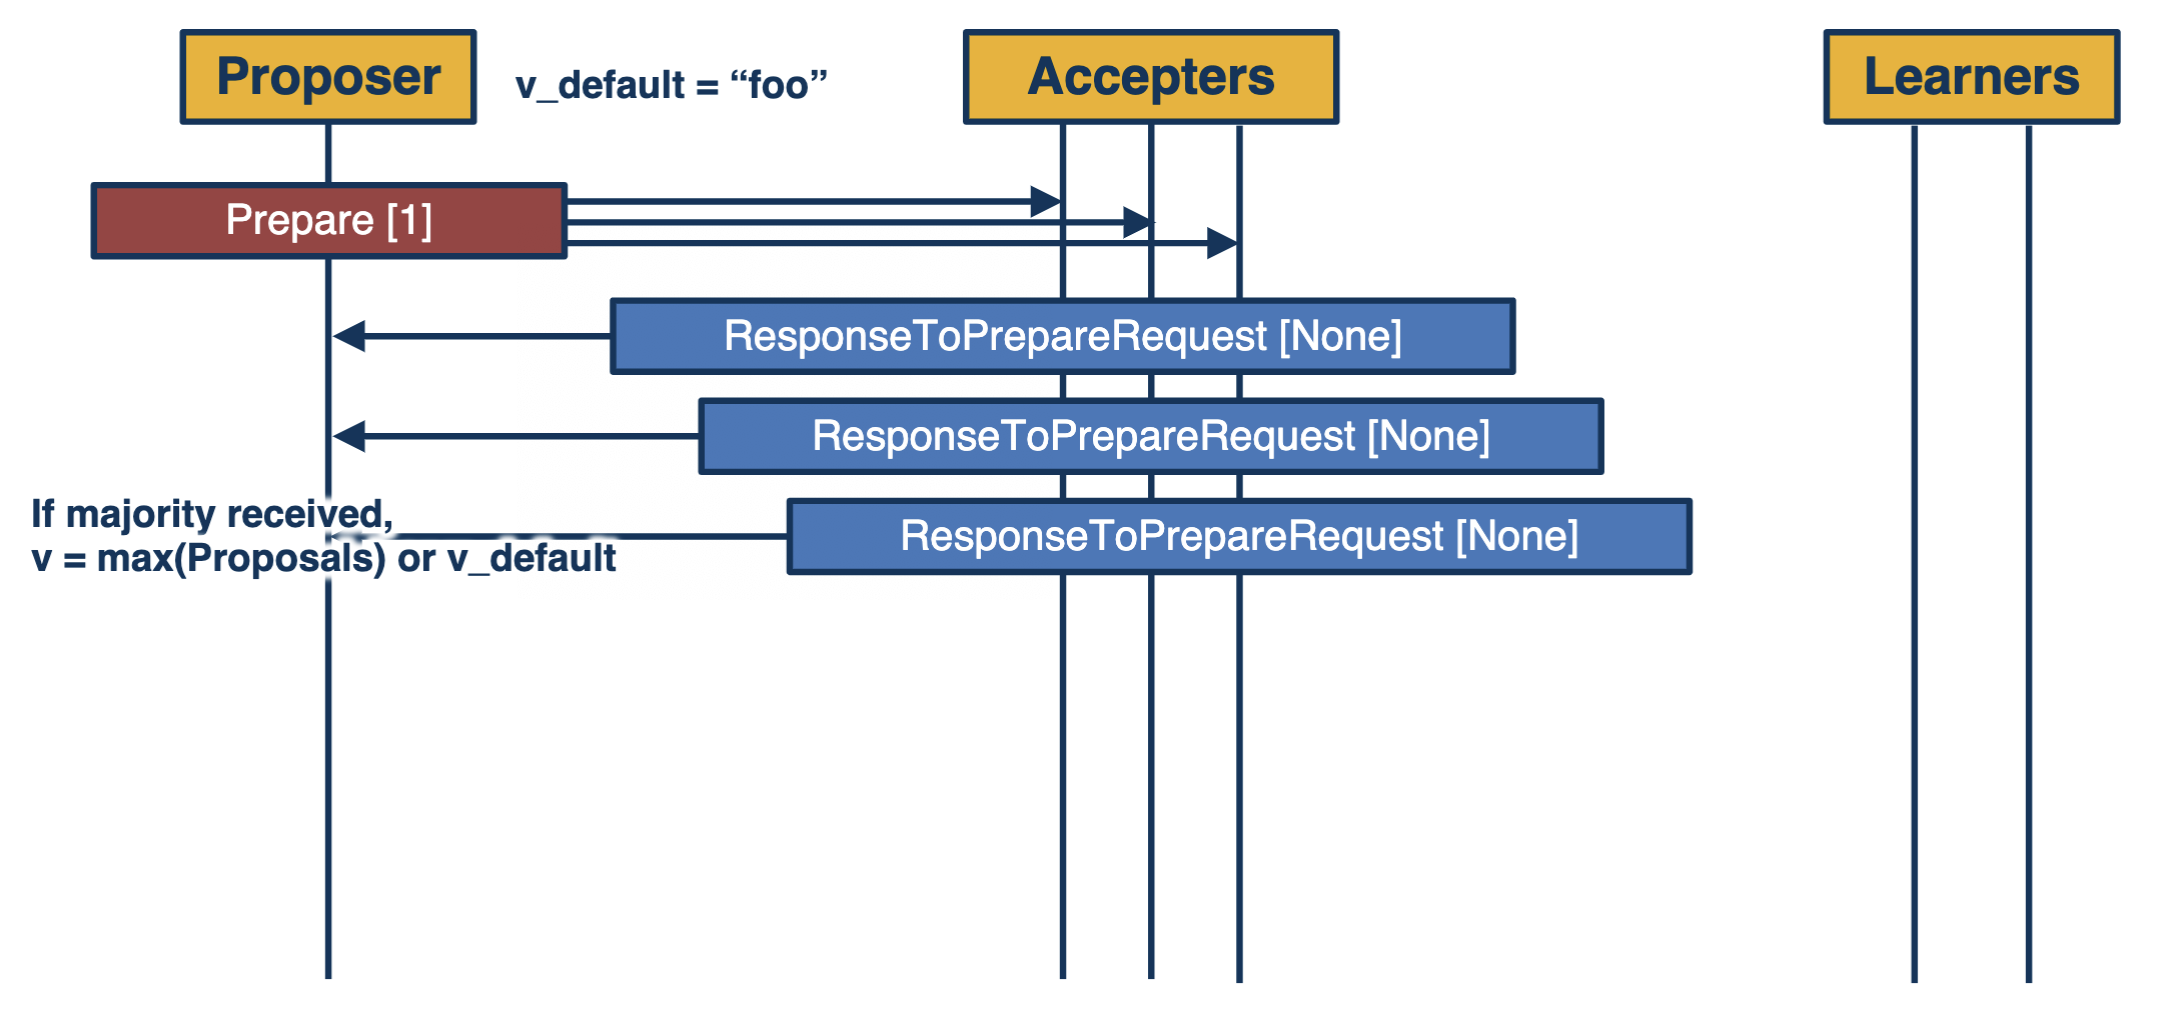 Proposer
v_default = “foo”
Accepters
Learners
Prepare [1]
ResponseToPrepareRequest [None]
ResponseToPrepareRequest [None]
If majority received,
v = max(Proposals) or v_default
ResponseToPrepareRequest [None]